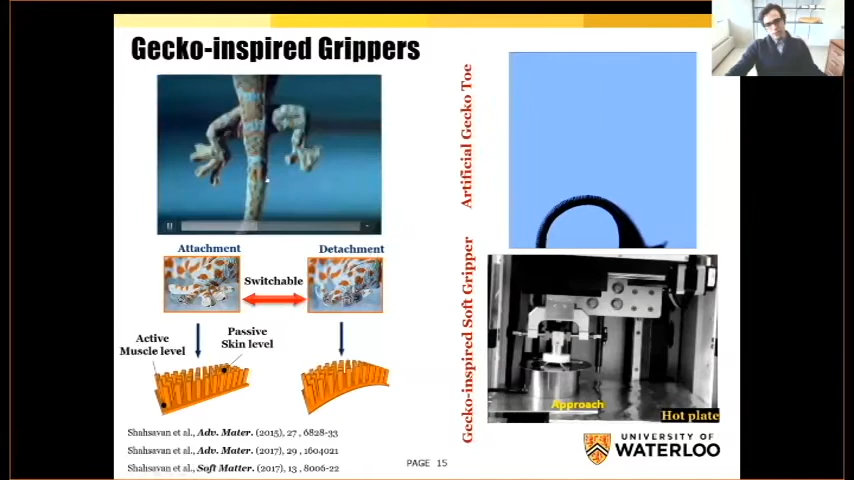 Gecko-inspired Grippers
Artificial Gecko Toe
Attachment
Detachment
Switchable
Active
Muscle level
Passive
Skin level
Gecko-inspired Soft Gripper
Approach
Hot plate
Shahsavan et al., Adv. Mater. (2015), 27 , 6828-33
Shahsavan et al., Adv. Mater. (2017), 29 , 1604021
Shahsavan et al., Soft Matter. (2017), 13 , 8006-22
PAGE 15
UNIVERSITY OF
WATERLOO